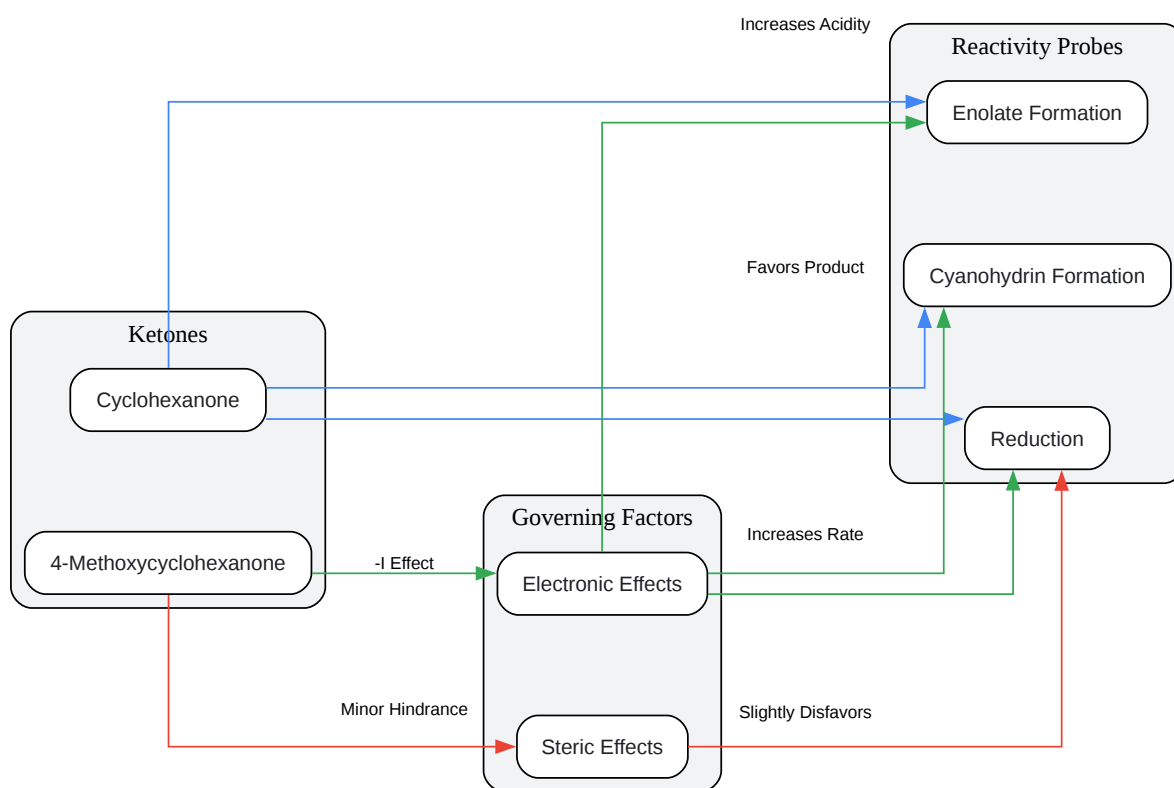 Increases Acidity
Reactivity Probes
Enolate Formation
Favors Product
Cyanohydrin Formation
Ketones
Cyclohexanone
Reduction
Governing Factors
Increases Rate
4-Methoxycyclohexanone
-I Effect
Electronic Effects
Minor Hindrance
Slightly Disfavors
Steric Effects